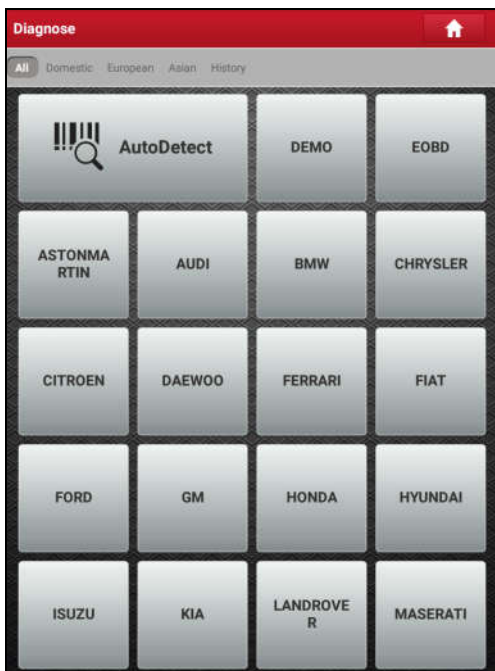 Diagnose
All Domestic European Asian History
AutoDetect DEMO EOBD
ASTONMA
RTIN AUDI BMW CHRYSLER
CITROEN DAEWOO FERRARI FIAT
FORD GM HONDA HYUNDAI
ISUZU KIA LANDROVE
R MASERATI